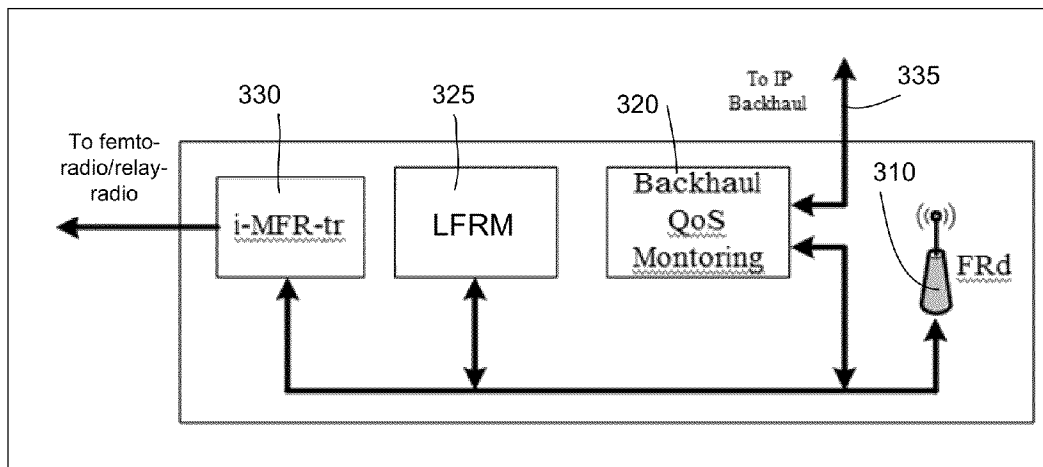 330
325
320
To IP
Backhaul
335
To femto-
radio/relay-
radio
i-MFR-tr
LFRM
Backhaul
QoS
Montoring
310
FRd